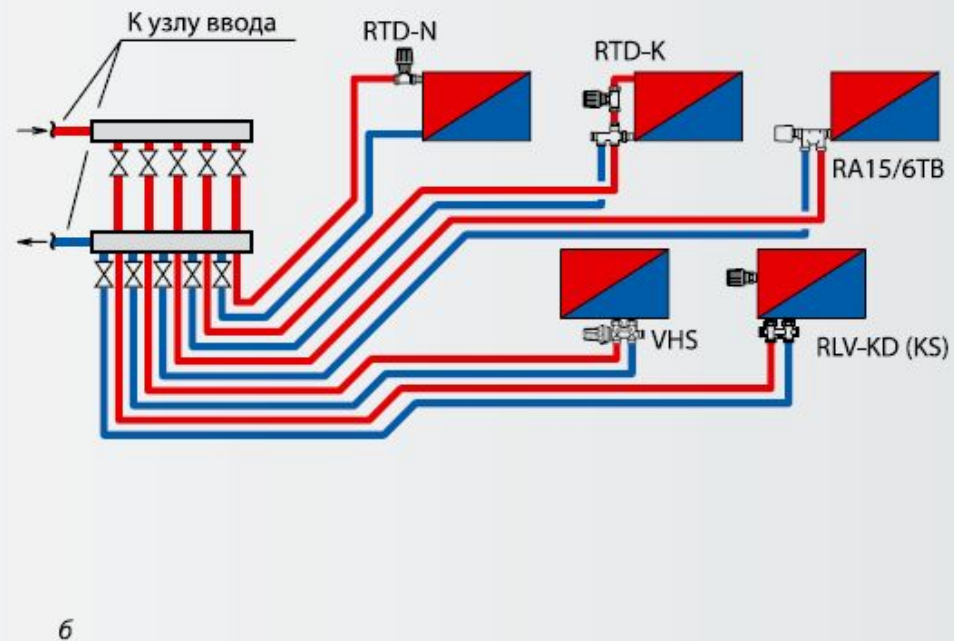 К узлу ввода
RTD-N
RTD-K
RA15/6TB
VHS
RLV-KD (KS)
б